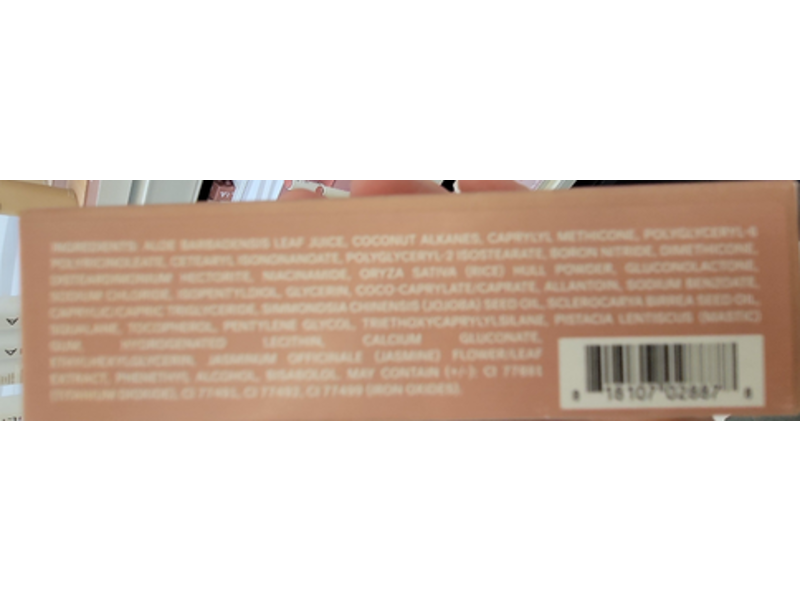 INGREDIENTS: ALOE BARBADENSIS LEAF JUICE, COCONUT ALKANES, CAPRYLYL METHICONE, POLYGLYCERYL-6
POLYRICINOLEATE, CETEARYL ISONONANOATE, POLYGLYCERYL-2 ISOSTEARATE, BORON NITRIDE, DIMETHICONE,
DISTEARDIMONIUM HECTORITE, NIACINAMIDE, ORYZA SATIVA (RICE) HULL POWDER, GLUCONOLACTONE,
SODIUM CHLORIDE, ISOPENTYLDIOL, GLYCERIN, COCO-CAPRYLATE/CAPRATE, ALLANTOIN, SODIUM BENZOATE,
CAPRYLIC/CAPRIC TRIGLYCERIDE, SIMMONDSIA CHINENSIS (JOJOBA) SEED OIL, SCLEROCARYA BIRREA SEED OIL,
SQUALANE, TOCOPHEROL, PENTYLENE GLYCOL, TRIETHOXYCAPRYLYLSILANE, PISTACIA LENTISCUS (MASTIC)
GUM, HYDROGENATED LECITHIN, CALCIUM GLUCONATE,
ETHYLHEXYLGLYCERIN, JASMINUM OFFICINALE (JASMINE) FLOWER/LEAF
EXTRACT, PHENETHYL ALCOHOL, BISABOLOL. MAY CONTAIN (+/-): CI 77891
(TITANIUM DIOXIDE), CI 77491, CI 77492, CI 77499 (IRON OXIDES).
8 18107 02887 8